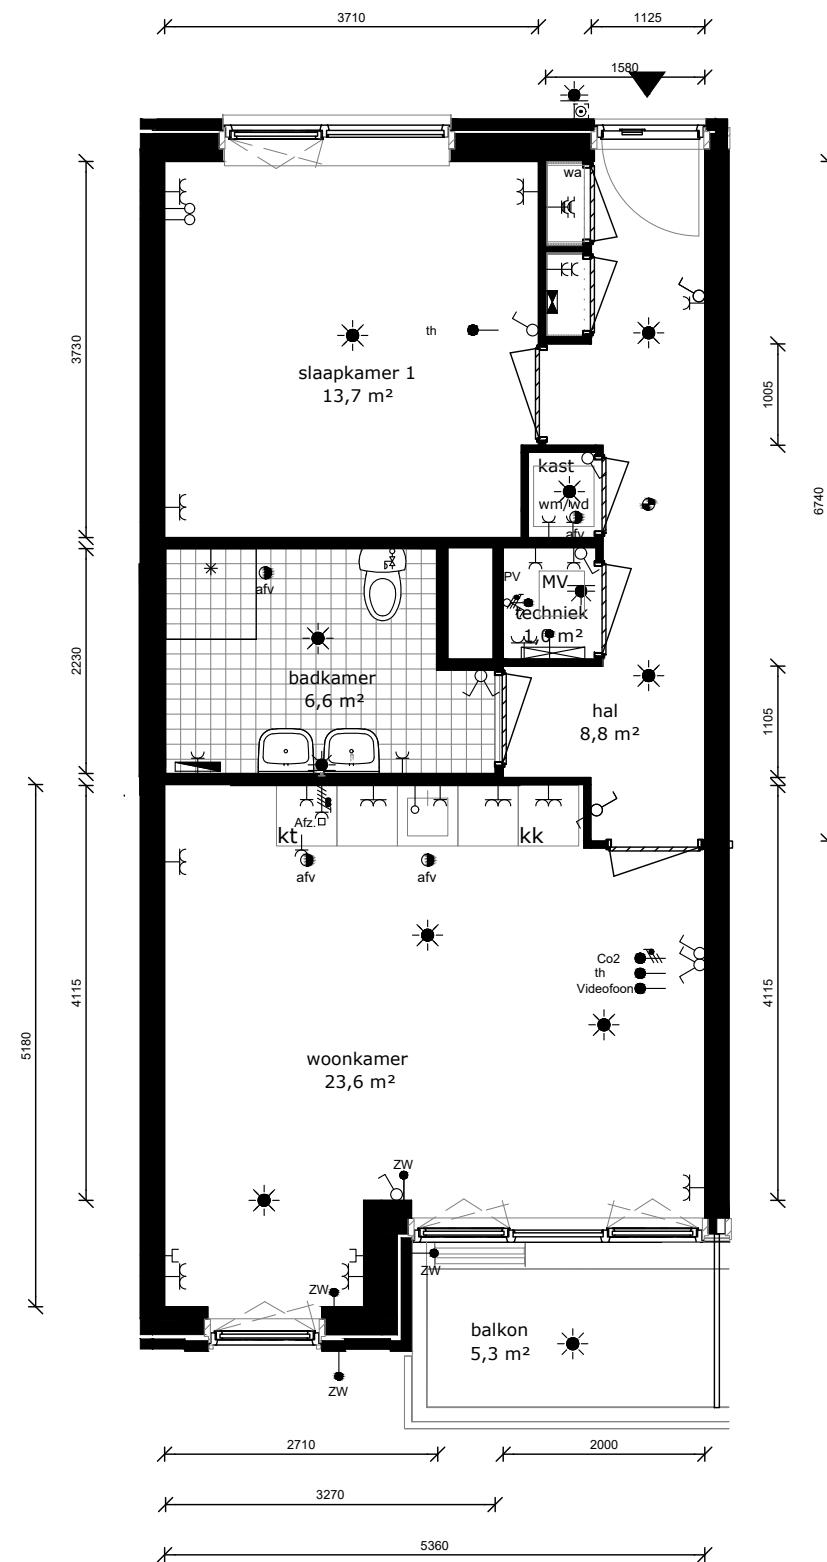 3710
1125
1580
wa
3730
th
slaapkamer 1
13,7 m²
1005
kast
wm/wd
afv
6740
PV
MV
techniek
1,0 m²
afv
2230
badkamer
6,6 m²
hal
8,8 m²
1105
Afz.
kt
kk
afv
afv
Co2
th
Videofoon
4115
4115
5180
woonkamer
23,6 m²
ZW
ZW
ZW
balkon
5,3 m²
ZW
2710
2000
3270
5360